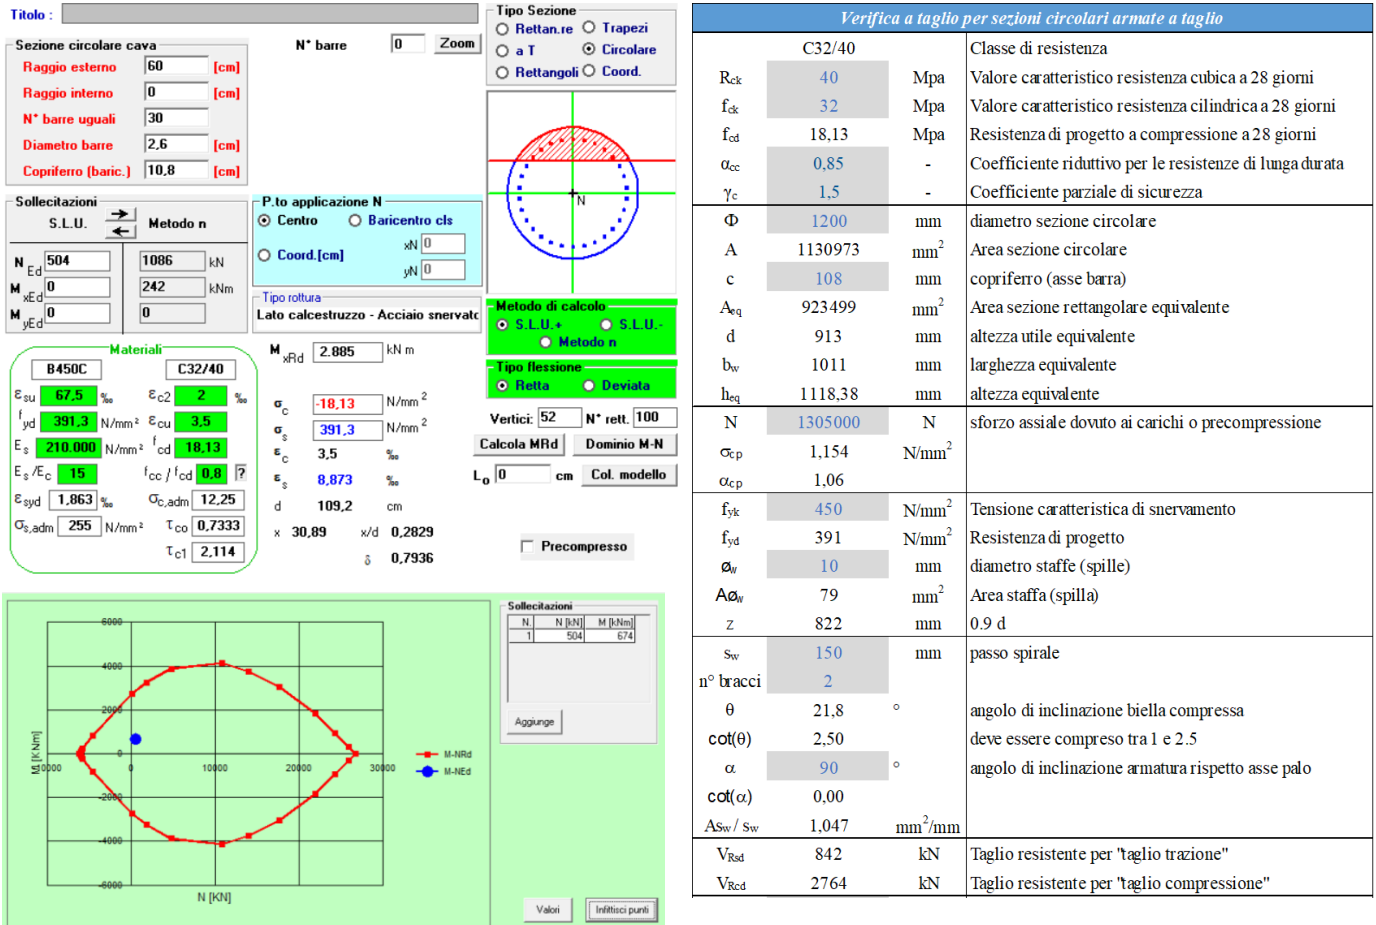 Titolo :
Sezione circolare cava
Raggio esterno 60 [cm]
Raggio interno 0 [cm]
N° barre uguali 30
Diametro barre 2,6 [cm]
Copriferro (baric.) 10,8 [cm]
N° barre 0 Zoom
Tipo Sezione
Rettan.re Trapezi
a T Circolare
Rettangoli Coord.
N
Sollecitazioni
S.L.U. Metodo n
N Ed 504 1086 kN
M xEd 0 242 kNm
M yEd 0 0
P.to applicazione N
Centro Baricentro cls
Coord.[cm] xN 0
yN 0
Tipo rottura
Lato calcestruzzo - Acciaio snervato
Metodo di calcolo
S.L.U.+ S.L.U.-
Metodo n
Tipo flessione
Retta Deviata
Vertici: 52 N° rett. 100
Calcola MRd Dominio M-N
Lo 0 cm Col. modello
Precompresso
Materiali
B450C C32/40
εsu 67,5 ‰ εc2 2 ‰
fyd 391,3 N/mm² εcu 3,5
Es 210.000 N/mm² fcd 18,13
Es /Ec 15 fcc / fcd 0,8 ?
εsyd 1,863 ‰ σc,adm 12,25
σs,adm 255 N/mm² τco 0,7333
τc1 2,114
M xRd 2.885 kN m
σc -18,13 N/mm²
σs 391,3 N/mm²
εc 3,5 ‰
εs 8,873 ‰
d 109,2 cm
x 30,89 x/d 0,2829
δ 0,7936
6000
4000
2000
0
-2000
-4000
-6000
0000 0 10000 20000 30000
M [KNm]
N [KN]
M-NRd
M-NEd
Sollecitazioni
N. N [kN] M [kNm]
1 504 674
Aggiunge
Valori Infittisci punti
Verifica a taglio per sezioni circolari armate a taglio
C32/40 Classe di resistenza
Rck 40 Mpa Valore caratteristico resistenza cubica a 28 giorni
fck 32 Mpa Valore caratteristico resistenza cilindrica a 28 giorni
fcd 18,13 Mpa Resistenza di progetto a compressione a 28 giorni
αcc 0,85 - Coefficiente riduttivo per le resistenze di lunga durata
γc 1,5 - Coefficiente parziale di sicurezza
Φ 1200 mm diametro sezione circolare
A 1130973 mm² Area sezione circolare
c 108 mm copriferro (asse barra)
Aeq 923499 mm² Area sezione rettangolare equivalente
d 913 mm altezza utile equivalente
bw 1011 mm larghezza equivalente
heq 1118,38 mm altezza equivalente
N 1305000 N sforzo assiale dovuto ai carichi o precompressione
σcp 1,154 N/mm²
αcp 1,06
fyk 450 N/mm² Tensione caratteristica di snervamento
fyd 391 N/mm² Resistenza di progetto
øw 10 mm diametro staffe (spille)
Aøw 79 mm² Area staffa (spilla)
z 822 mm 0.9 d
sw 150 mm passo spirale
n° bracci 2
θ 21,8 ° angolo di inclinazione biella compressa
cot(θ) 2,50 deve essere compreso tra 1 e 2.5
α 90 ° angolo di inclinazione armatura rispetto asse palo
cot(α) 0,00
Asw / sw 1,047 mm²/mm
VRsd 842 kN Taglio resistente per "taglio trazione"
VRcd 2764 kN Taglio resistente per "taglio compressione"